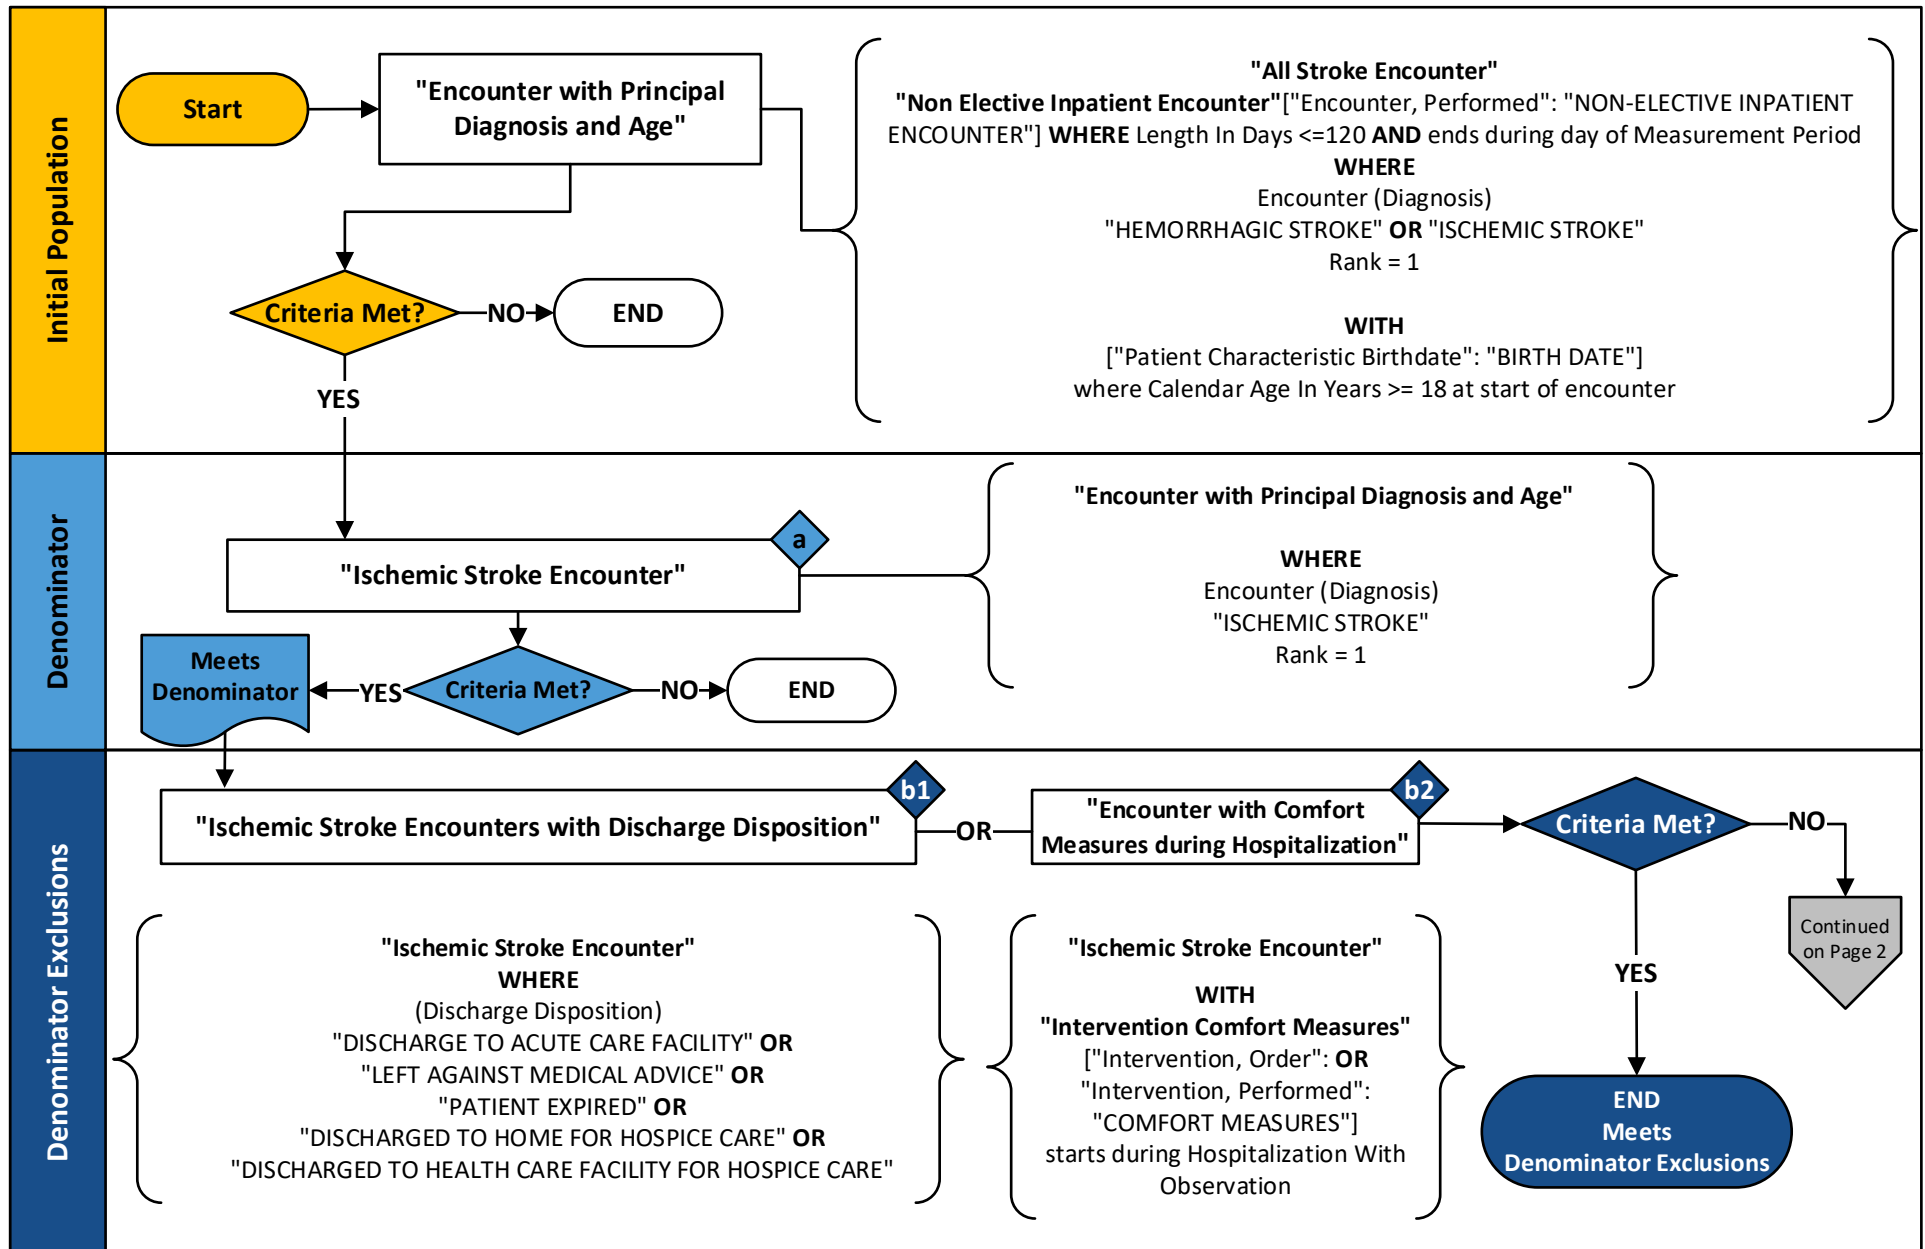 Initial Population
Start
"Encounter with Principal
Diagnosis and Age"
"All Stroke Encounter"
"Non Elective Inpatient Encounter"["Encounter, Performed": "NON-ELECTIVE INPATIENT
ENCOUNTER"] WHERE Length In Days <=120 AND ends during day of Measurement Period
WHERE
Encounter (Diagnosis)
"HEMORRHAGIC STROKE" OR "ISCHEMIC STROKE"
Rank = 1
WITH
["Patient Characteristic Birthdate": "BIRTH DATE"]
where Calendar Age In Years >= 18 at start of encounter
Criteria Met?
NO
END
YES
Denominator
"Ischemic Stroke Encounter"
a
"Encounter with Principal Diagnosis and Age"
WHERE
Encounter (Diagnosis)
"ISCHEMIC STROKE"
Rank = 1
Meets
Denominator
YES
Criteria Met?
NO
END
Denominator Exclusions
"Ischemic Stroke Encounters with Discharge Disposition"
b1
OR
"Encounter with Comfort
Measures during Hospitalization"
b2
Criteria Met?
NO
Continued
on Page 2
YES
END
Meets
Denominator Exclusions
"Ischemic Stroke Encounter"
WHERE
(Discharge Disposition)
"DISCHARGE TO ACUTE CARE FACILITY" OR
"LEFT AGAINST MEDICAL ADVICE" OR
"PATIENT EXPIRED" OR
"DISCHARGED TO HOME FOR HOSPICE CARE" OR
"DISCHARGED TO HEALTH CARE FACILITY FOR HOSPICE CARE"
"Ischemic Stroke Encounter"
WITH
"Intervention Comfort Measures"
["Intervention, Order": OR
"Intervention, Performed":
"COMFORT MEASURES"]
starts during Hospitalization With
Observation